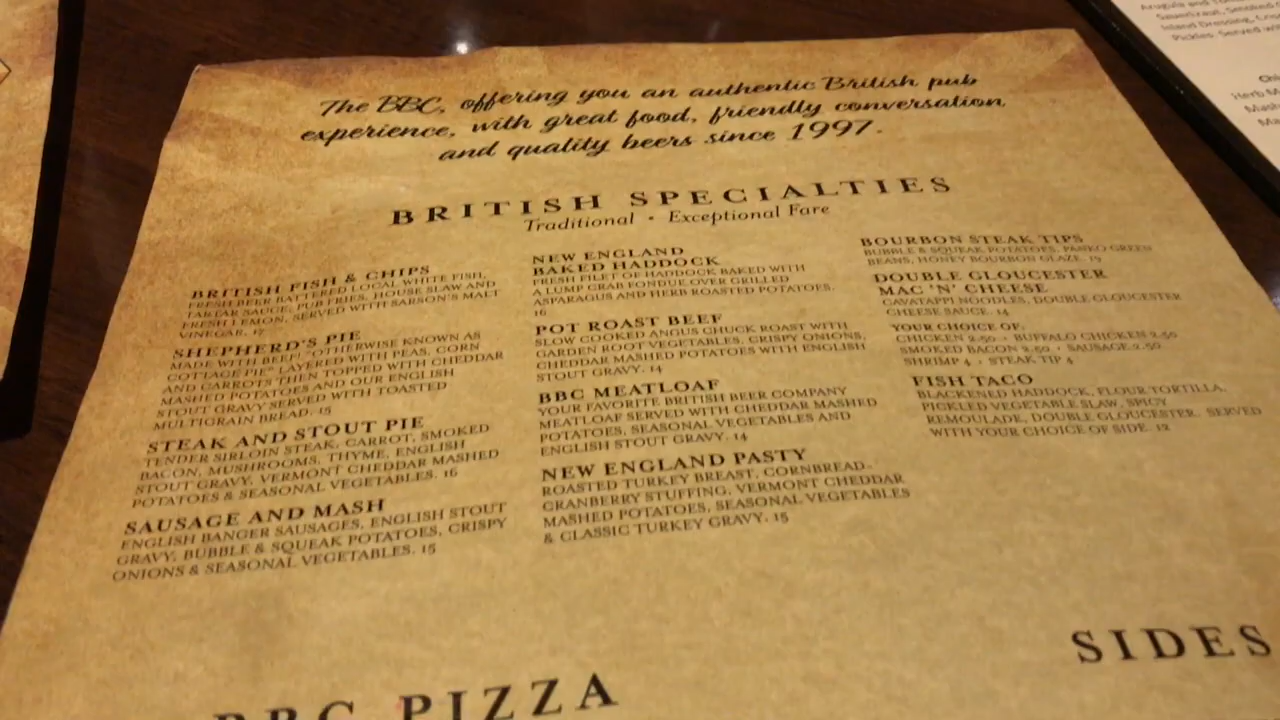 The BBC, offering you an authentic British pub
experience, with great food, friendly conversation
and quality beers since 1997.
BRITISH SPECIALTIES
Traditional • Exceptional Fare
BRITISH FISH & CHIPS
FRESH BEER BATTERED LOCAL WHITE FISH,
TARTAR SAUCE, PUB FRIES, HOUSE SLAW AND
FRESH LEMON, SERVED WITH SARSON'S MALT
VINEGAR. 17
SHEPHERD'S PIE
MADE WITH BEEF! "OTHERWISE KNOWN AS
COTTAGE PIE" LAYERED WITH PEAS, CORN
AND CARROTS THEN TOPPED WITH CHEDDAR
MASHED POTATOES AND OUR ENGLISH
STOUT GRAVY SERVED WITH TOASTED
MULTIGRAIN BREAD. 15
STEAK AND STOUT PIE
TENDER SIRLOIN STEAK, CARROT, SMOKED
BACON, MUSHROOMS, THYME, ENGLISH
STOUT GRAVY, VERMONT CHEDDAR MASHED
POTATOES & SEASONAL VEGETABLES. 16
SAUSAGE AND MASH
ENGLISH BANGER SAUSAGES, ENGLISH STOUT
GRAVY, BUBBLE & SQUEAK POTATOES, CRISPY
ONIONS & SEASONAL VEGETABLES. 15
NEW ENGLAND
BAKED HADDOCK
FRESH FILET OF HADDOCK BAKED WITH
A LUMP CRAB FONDUE OVER GRILLED
ASPARAGUS AND HERB ROASTED POTATOES.
16
POT ROAST BEEF
SLOW COOKED ANGUS CHUCK ROAST WITH
GARDEN ROOT VEGETABLES, CRISPY ONIONS,
CHEDDAR MASHED POTATOES WITH ENGLISH
STOUT GRAVY. 14
BBC MEATLOAF
YOUR FAVORITE BRITISH BEER COMPANY
MEATLOAF SERVED WITH CHEDDAR MASHED
POTATOES, SEASONAL VEGETABLES AND
ENGLISH STOUT GRAVY. 14
NEW ENGLAND PASTY
ROASTED TURKEY BREAST, CORNBREAD-
CRANBERRY STUFFING, VERMONT CHEDDAR
MASHED POTATOES, SEASONAL VEGETABLES
& CLASSIC TURKEY GRAVY. 15
BOURBON STEAK TIPS
BUBBLE & SQUEAK POTATOES, PANKO GREEN
BEANS, HONEY BOURBON GLAZE. 19
DOUBLE GLOUCESTER
MAC 'N' CHEESE
CAVATAPPI NOODLES, DOUBLE GLOUCESTER
CHEESE SAUCE. 14
YOUR CHOICE OF:
CHICKEN 2.50 • BUFFALO CHICKEN 2.50
SMOKED BACON 2.50 • SAUSAGE 2.50
SHRIMP 4 • STEAK TIP 4
FISH TACO
BLACKENED HADDOCK, FLOUR TORTILLA,
PICKLED VEGETABLE SLAW, SPICY
REMOULADE, DOUBLE GLOUCESTER. SERVED
WITH YOUR CHOICE OF SIDE. 12
BBC PIZZA
SIDES
Arugula and
Sauerkraut, Smoked
Island Dressing,
Pickles. Served
Herb